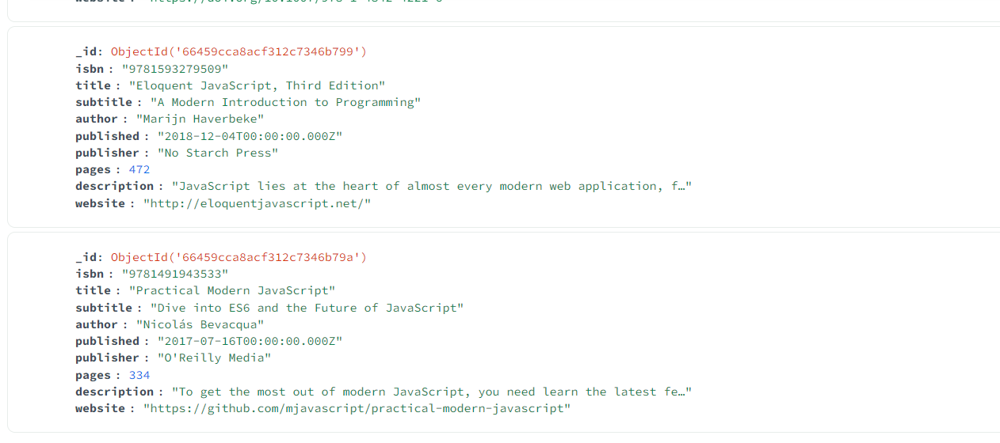 _id: ObjectId('66459cca8acf312c7346b799')
isbn : "9781593279509"
title : "Eloquent JavaScript, Third Edition"
subtitle : "A Modern Introduction to Programming"
author : "Marijn Haverbeke"
published : "2018-12-04T00:00:00.000Z"
publisher : "No Starch Press"
pages : 472
description : "JavaScript lies at the heart of almost every modern web application, f…"
website : "http://eloquentjavascript.net/"
_id: ObjectId('66459cca8acf312c7346b79a')
isbn : "9781491943533"
title : "Practical Modern JavaScript"
subtitle : "Dive into ES6 and the Future of JavaScript"
author : "Nicolás Bevacqua"
published : "2017-07-16T00:00:00.000Z"
publisher : "O'Reilly Media"
pages : 334
description : "To get the most out of modern JavaScript, you need learn the latest fe…"
website : "https://github.com/mjavascript/practical-modern-javascript"